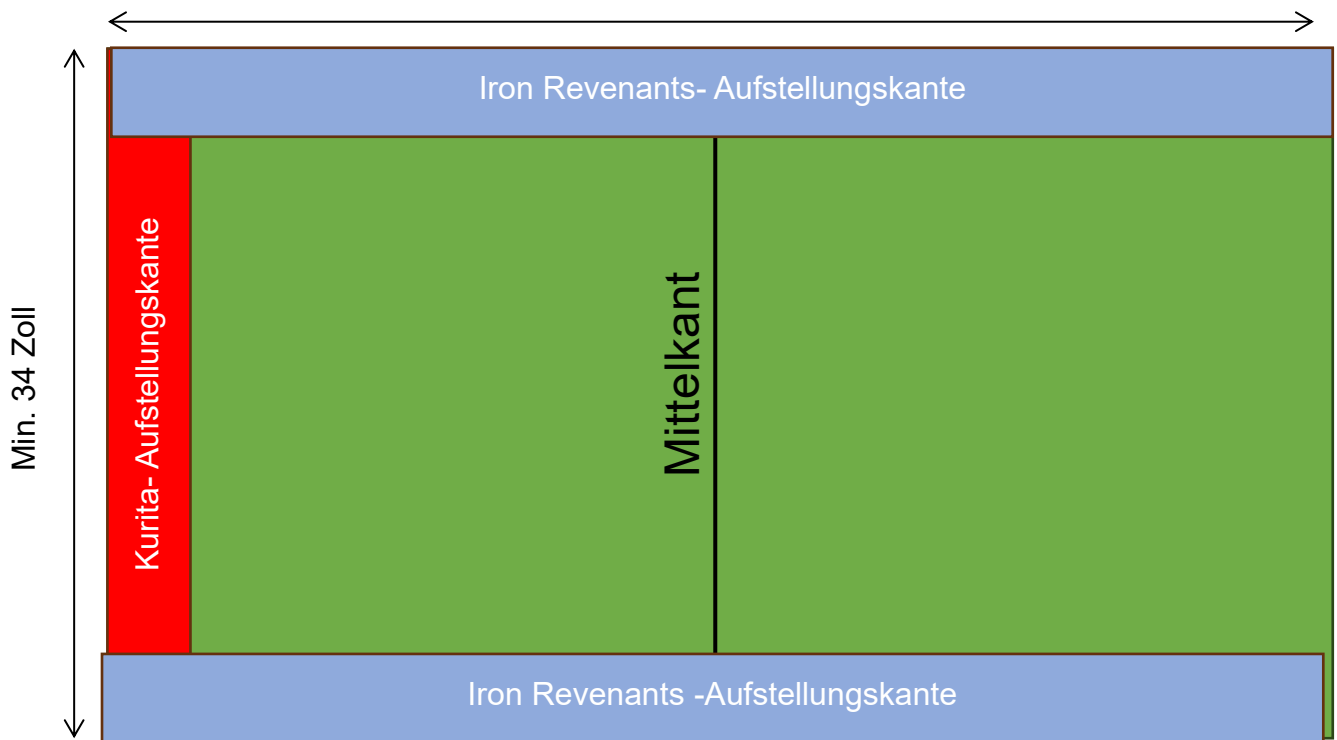 Iron Revenants- Aufstellungskante
Min. 34 Zoll
Kurita- Aufstellungskante
Mittelkant
Iron Revenants -Aufstellungskante